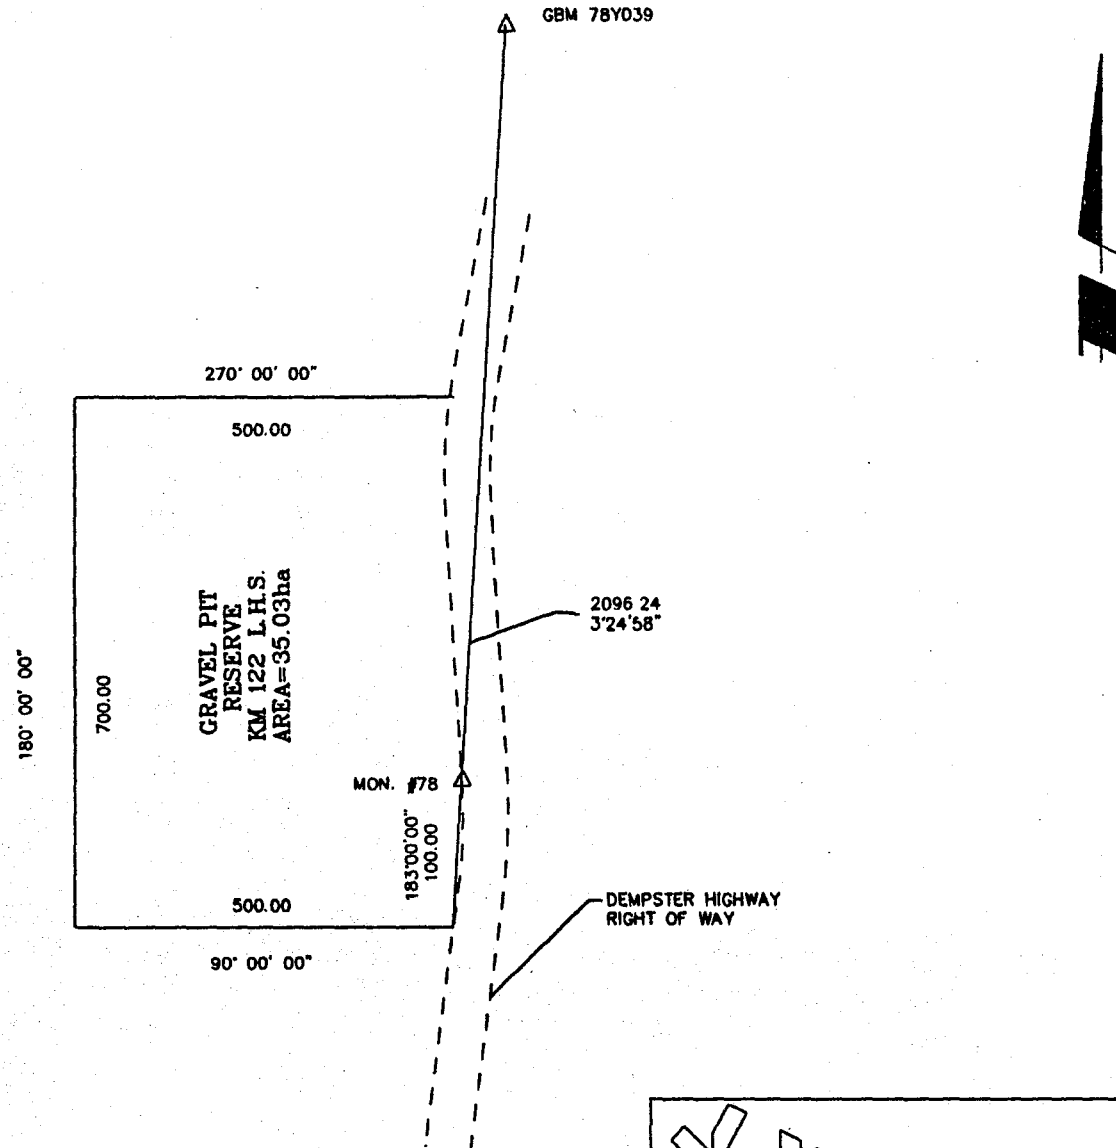 GBM 78Y039
270° 00' 00"
500.00
2096 24
3°24'58"
GRAVEL PIT
RESERVE
KM 122 L.H.S.
AREA=35.03ha
700.00
180° 00' 00"
MON. #78
183°00'00"
100.00
500.00
90° 00' 00"
DEMPSTER HIGHWAY
RIGHT OF WAY